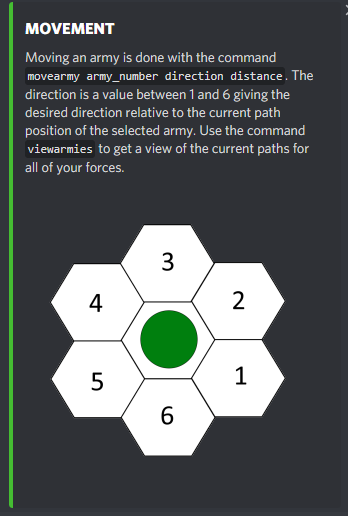 MOVEMENT
Moving an army is done with the command
movearmy army_number direction distance. The
direction is a value between 1 and 6 giving the
desired direction relative to the current path
position of the selected army. Use the command
viewarmies to get a view of the current paths for
all of your forces.
3
4
2
5
1
6